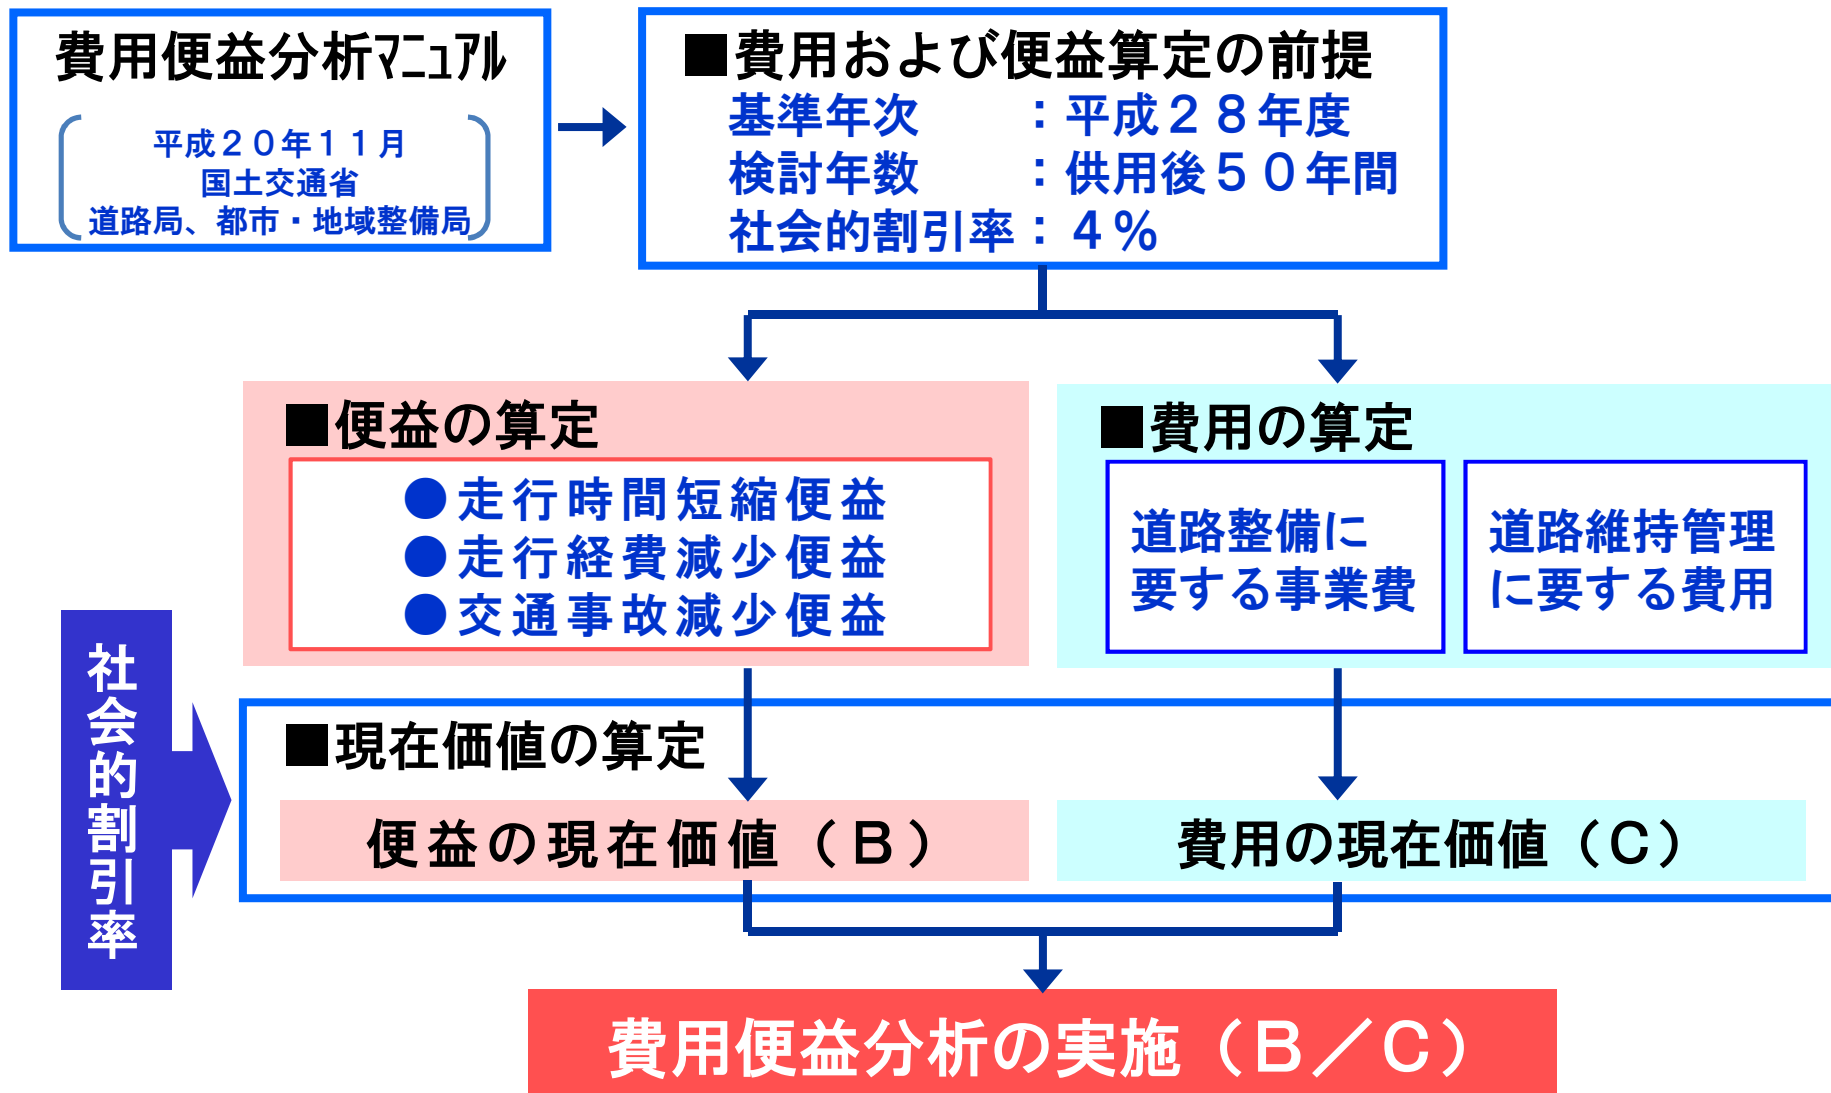 費用便益分析ﾏﾆｭｱﾙ
平成２０年１１月
国土交通省
道路局、都市・地域整備局
■費用および便益算定の前提
基準年次　　：平成２８年度
検討年数　　：供用後５０年間
社会的割引率：４％
■便益の算定
●走行時間短縮便益
●走行経費減少便益
●交通事故減少便益
■費用の算定
道路整備に
要する事業費
道路維持管理
に要する費用
社会的割引率
■現在価値の算定
便益の現在価値（Ｂ）
費用の現在価値（Ｃ）
費用便益分析の実施（Ｂ／Ｃ）